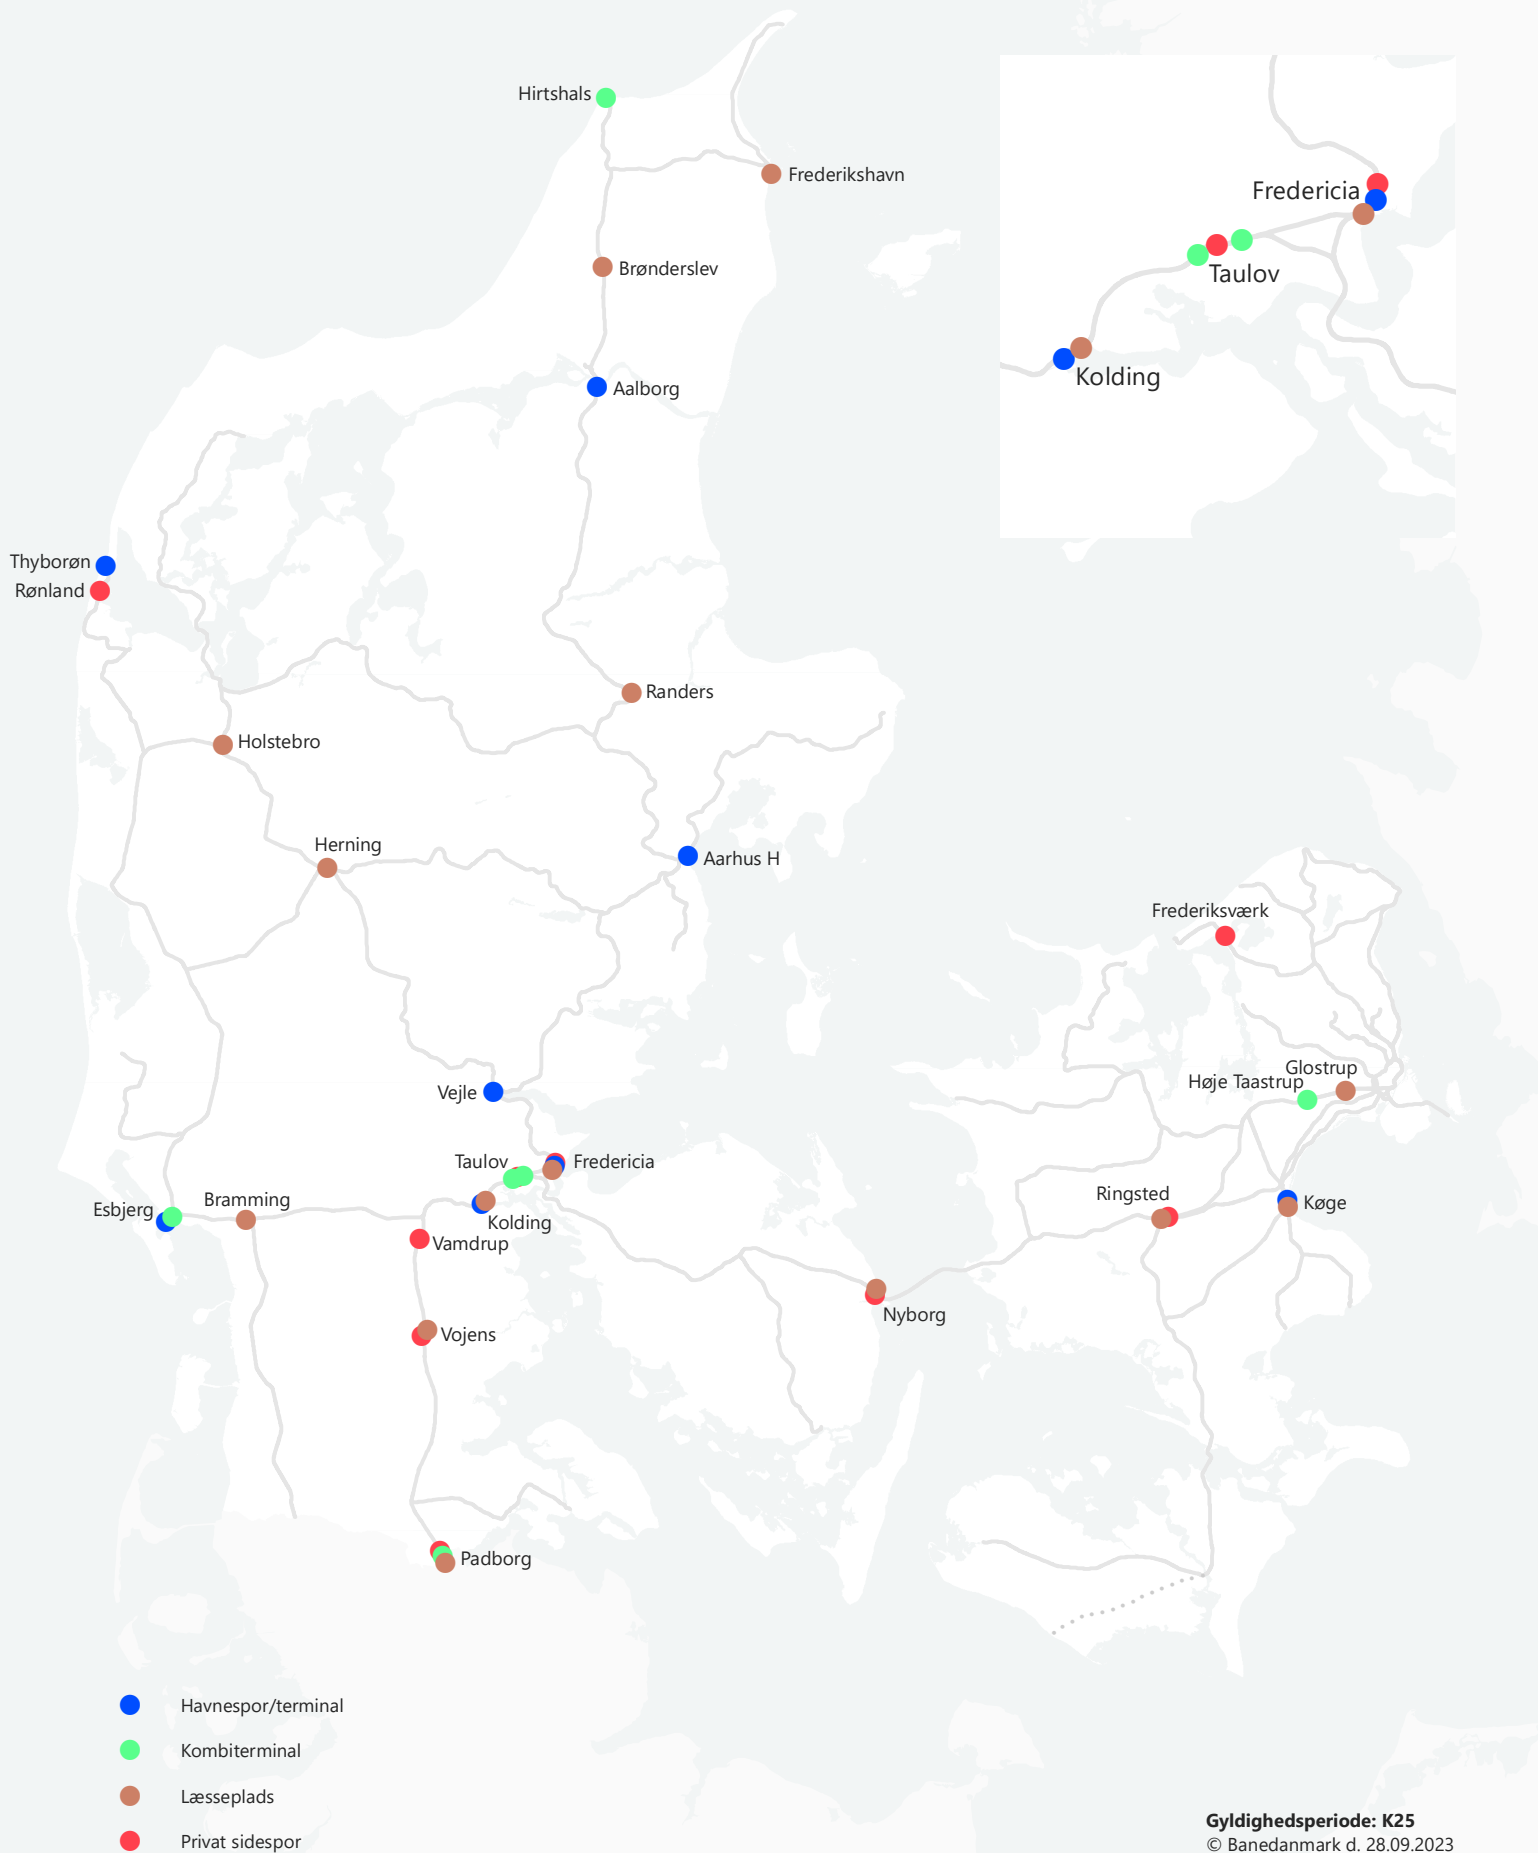 Hirtshals
Frederikshavn
Fredericia
Brønderslev
Taulov
Kolding
Aalborg
Thyborøn
Rønland
Randers
Holstebro
Herning
Aarhus H
Frederiksværk
Glostrup
Høje Taastrup
Vejle
Taulov
Fredericia
Bramming
Esbjerg
Ringsted
Køge
Kolding
Vamdrup
Nyborg
Vojens
Padborg
Havnespor/terminal
Kombiterminal
Læsseplads
Privat sidespor
Gyldighedsperiode: K25
© Banedanmark d. 28.09.2023